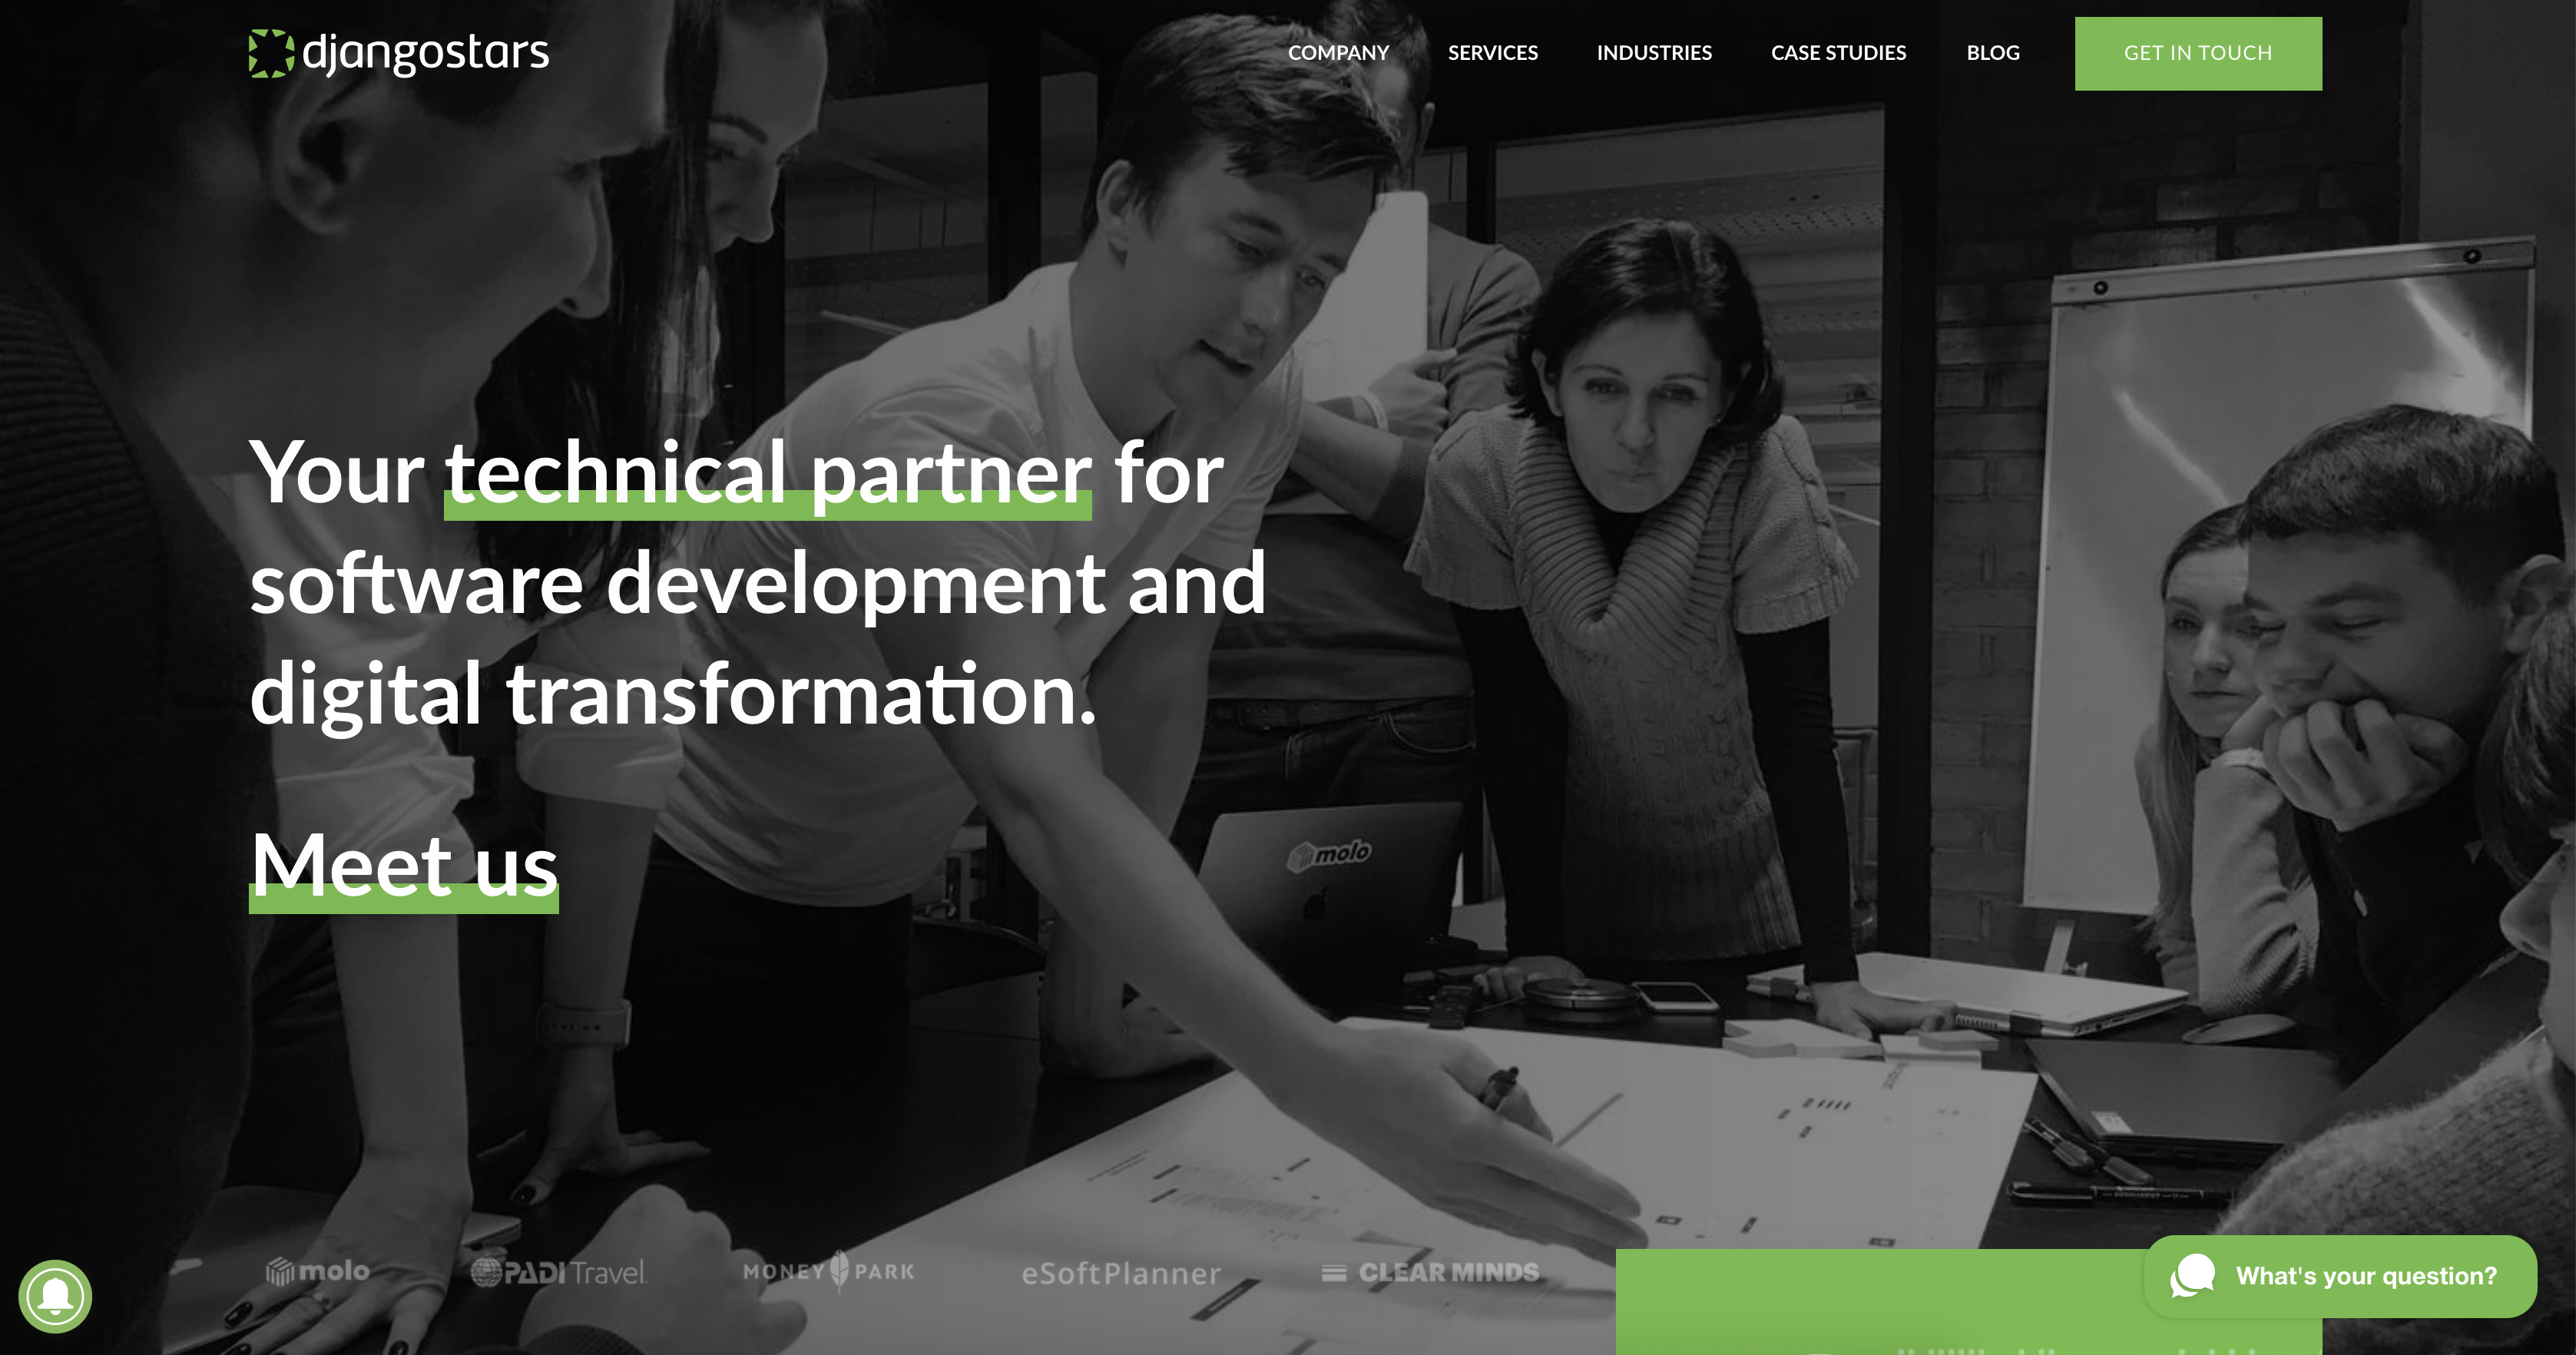 djangostars
COMPANY
SERVICES
INDUSTRIES
CASE STUDIES
BLOG
GET IN TOUCH
Your technical partner for
software development and
digital transformation.
Meet us
molo
molo
PADI Travel
MONEY PARK
eSoftPlanner
CLEAR MINDS
What's your question?